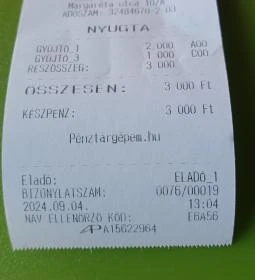 Margaréta utca 10/A
ADÓSZÁM: 32484670-2-03
NYUGTA
GYŰJTŐ_1 2 000 A00
GYŰJTŐ_3 1 000 C00
RÉSZÖSSZEG: 3 000
ÖSSZESEN: 3 000 Ft
KÉSZPÉNZ: 3 000 Ft
Pénztárgépem.hu
Eladó: ELADÓ_1
BIZONYLATSZÁM: 0076/00019
2024.09.04. 13:04
NAV ELLENŐRZŐ KÓD: E6A56
AP A15622964